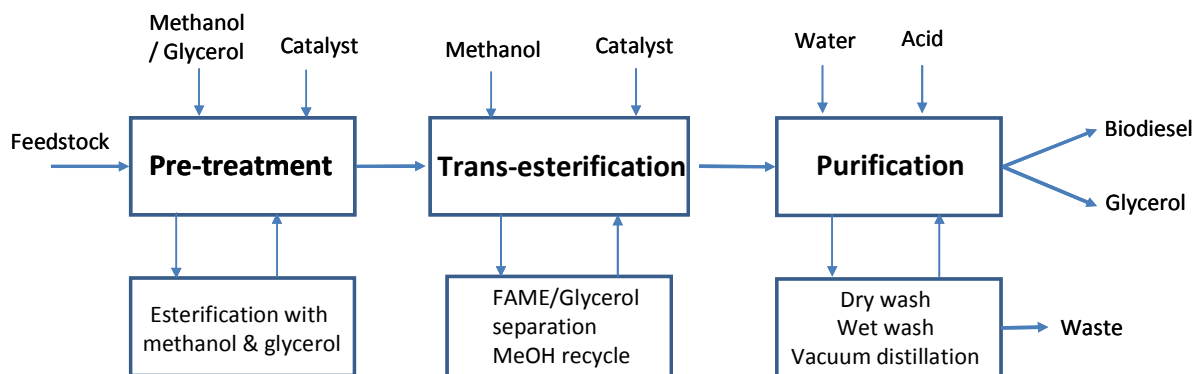 Methanol
/ Glycerol
Catalyst
Methanol
Catalyst
Water
Acid
Feedstock
Pre-treatment
Trans-esterification
Purification
Biodiesel
Glycerol
Esterification with
methanol & glycerol
FAME/Glycerol
separation
MeOH recycle
Dry wash
Wet wash
Vacuum distillation
Waste